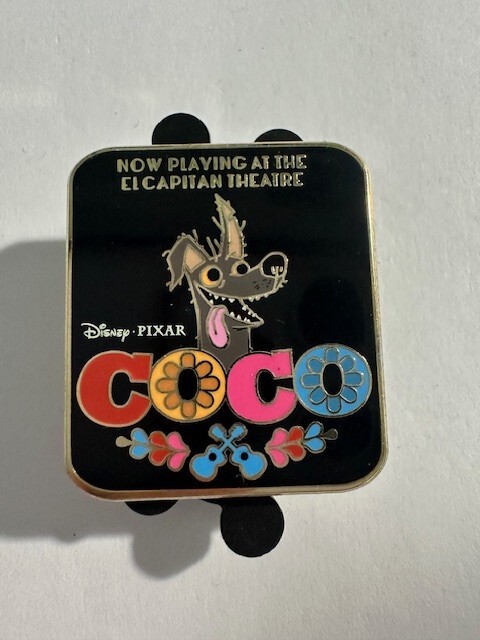 NOW PLAYING AT THE
EL CAPITAN THEATRE
Disney · PIXAR
COCO